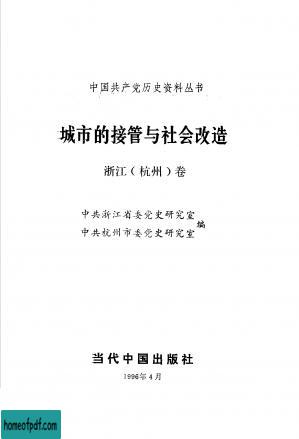 中国共产党历史资料丛书
城市的接管与社会改造
浙江（杭州）卷
中共浙江省委党史研究室
中共杭州市委党史研究室
编
当代中国出版社
1996年4月
homeofpdf.com